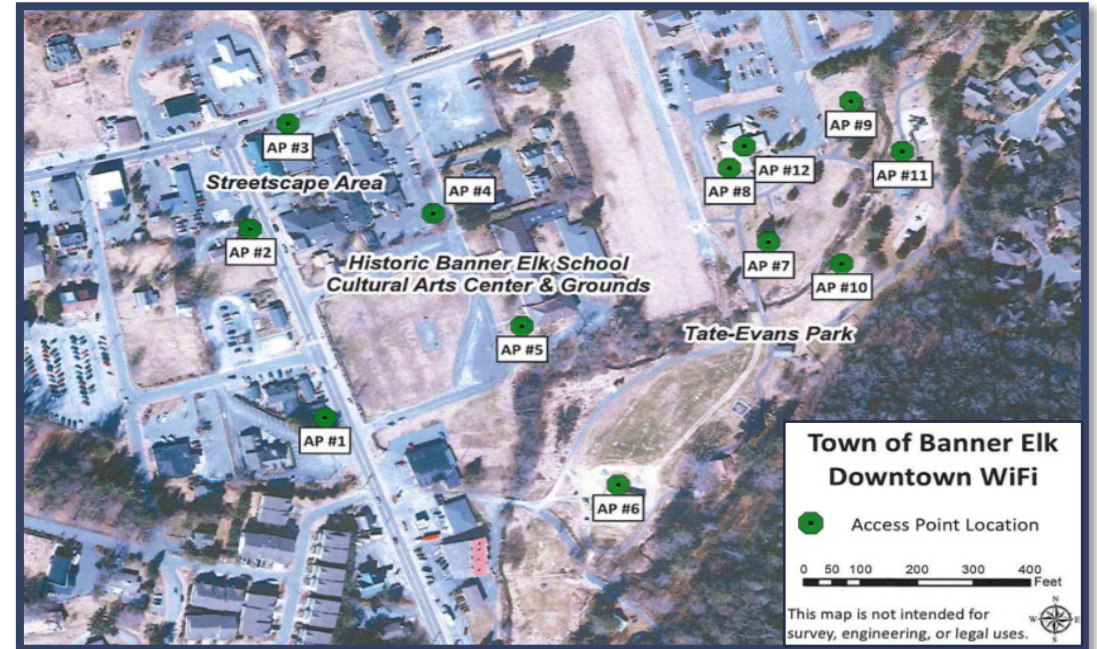 AP #3
Streetscape Area
AP #4
AP #2
Historic Banner Elk School
Cultural Arts Center & Grounds
AP #5
AP #1
AP #6
AP #9
AP #12
AP #11
AP #8
AP #7
AP #10
Tate-Evans Park
Town of Banner Elk
Downtown WiFi
Access Point Location
0 50 100 200 300 400
Feet
This map is not intended for
survey, engineering, or legal uses.
N
W E
S